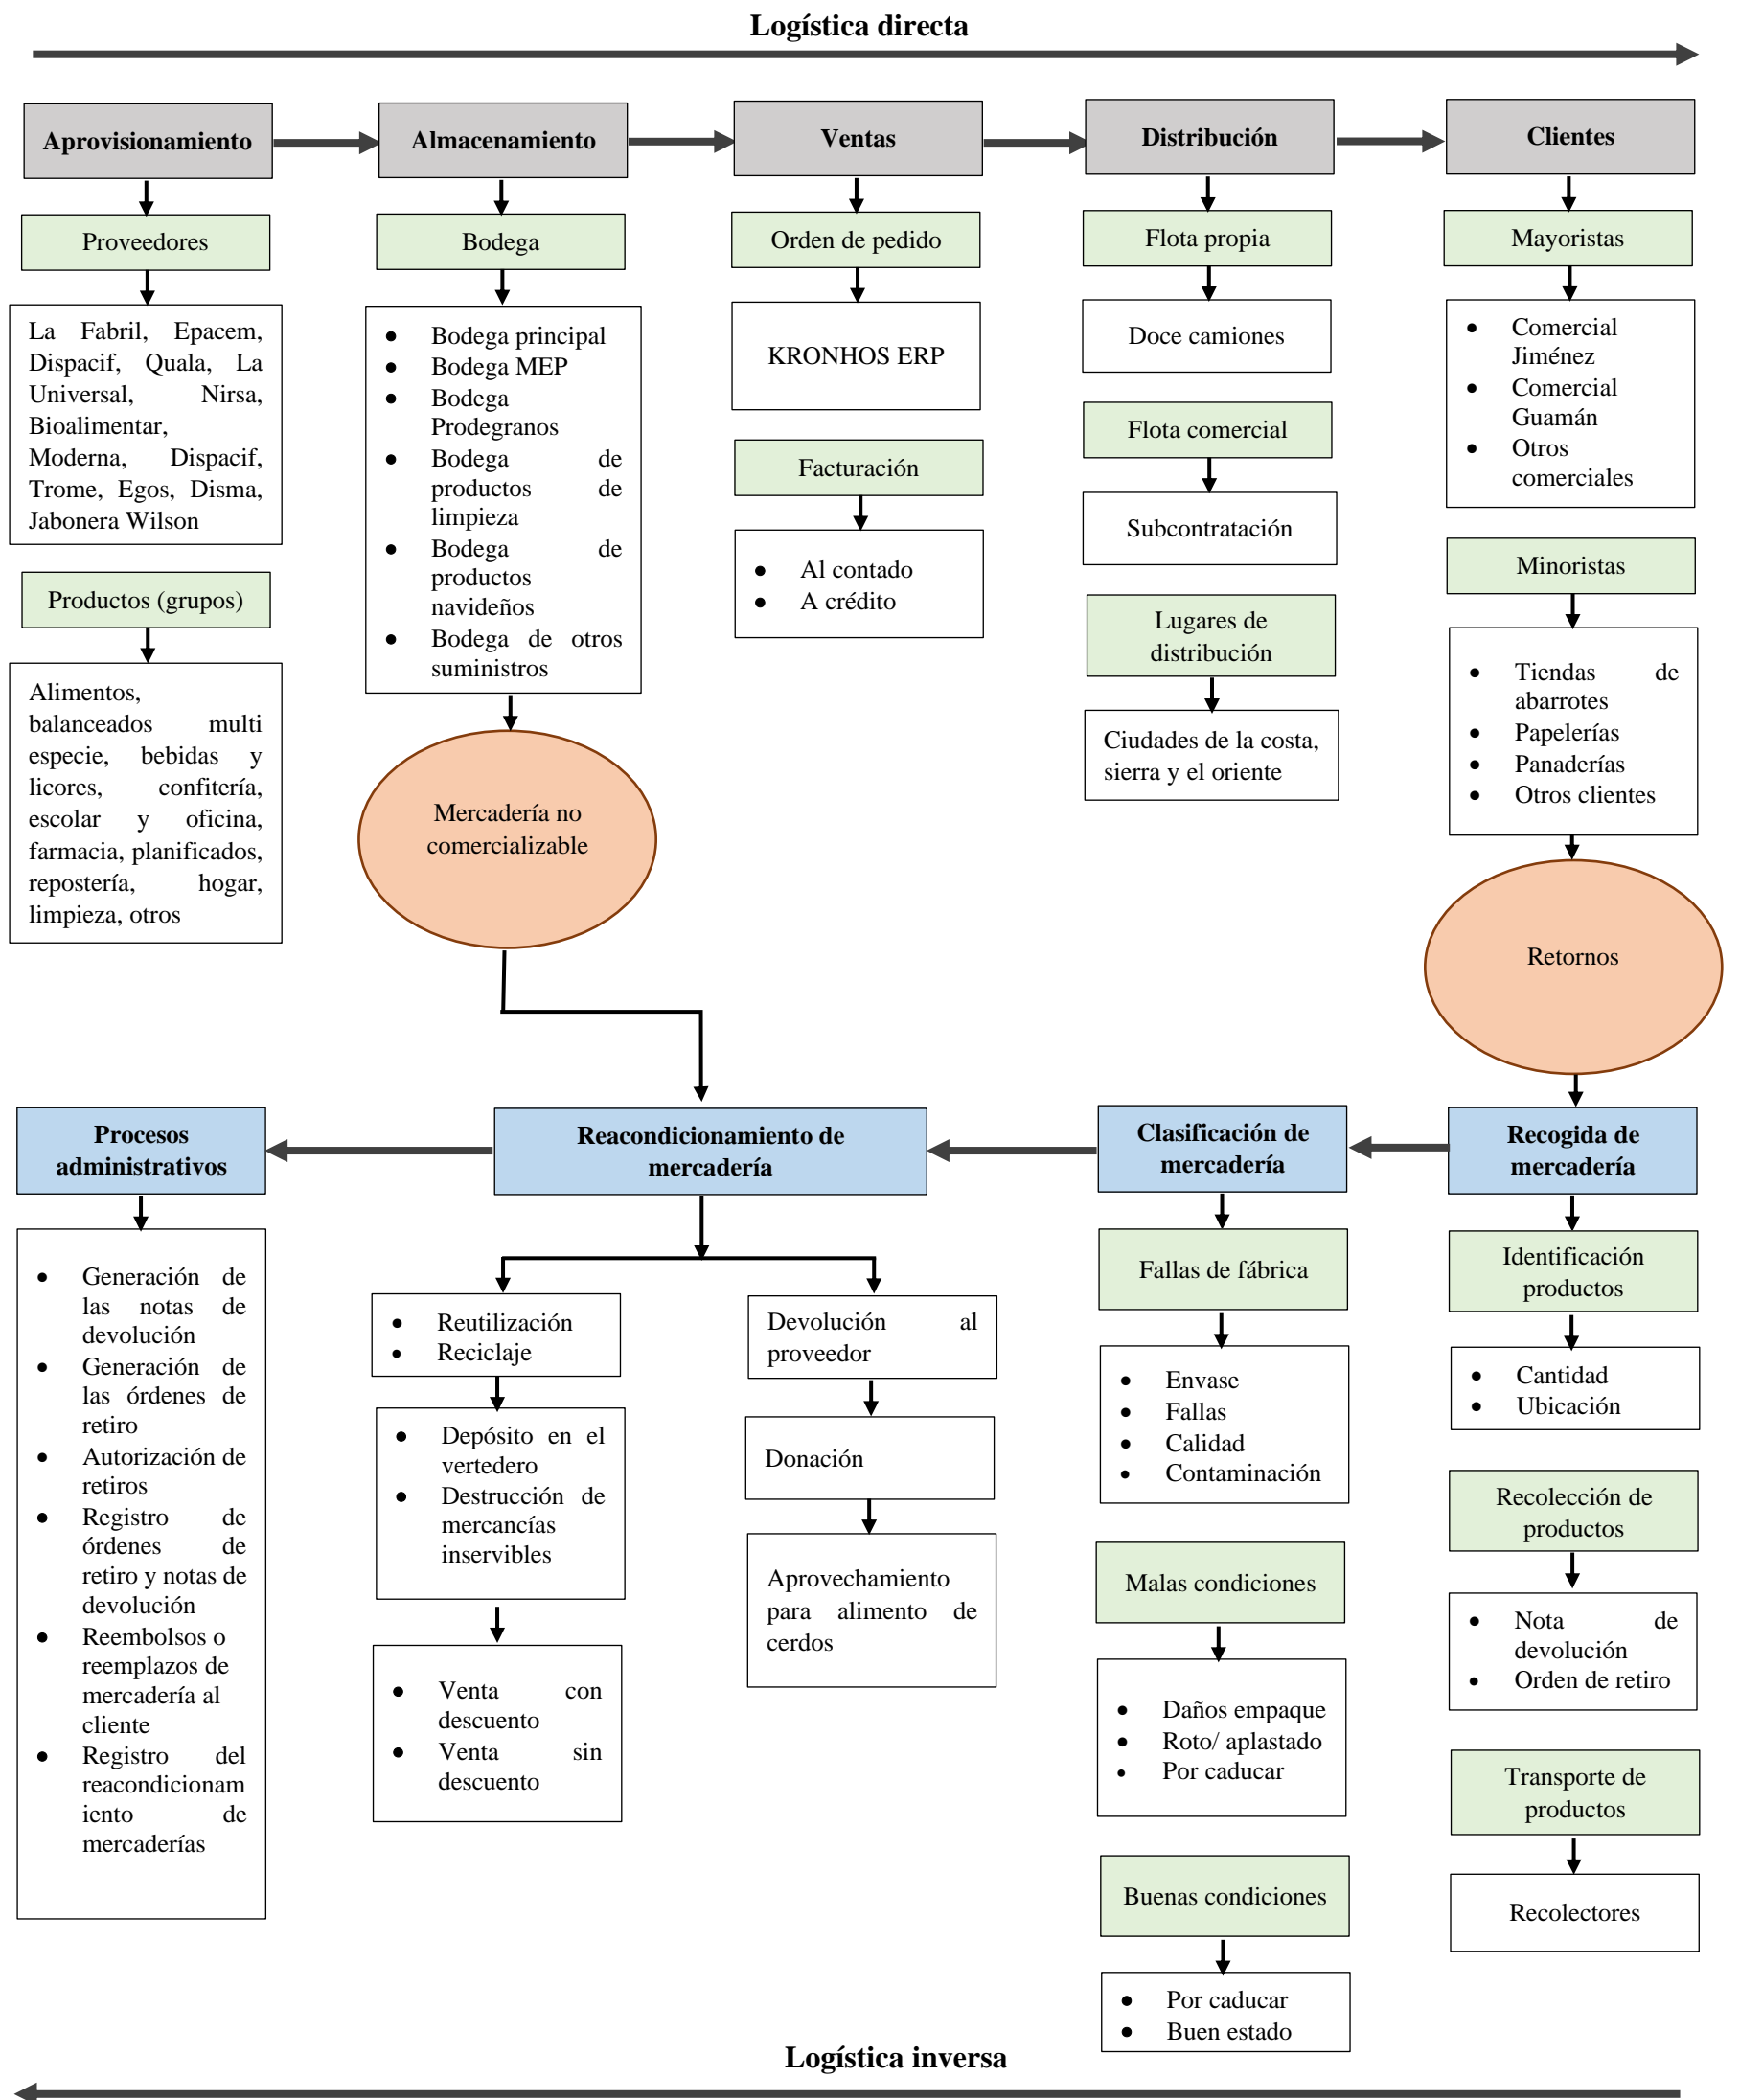 Logística directa
Aprovisionamiento
Almacenamiento
Ventas
Distribución
Clientes
Proveedores
Bodega
Orden de pedido
Flota propia
Mayoristas
La Fabril, Epacem,
Dispacif, Quala, La
Universal, Nirsa,
Bioalimentar,
Moderna, Dispacif,
Trome, Egos, Disma,
Jabonera Wilson
Productos (grupos)
Alimentos,
balanceados multi
especie, bebidas y
licores, confitería,
escolar y oficina,
farmacia, planificados,
repostería, hogar,
limpieza, otros
● Bodega principal
● Bodega MEP
● Bodega
Prodegranos
● Bodega de
productos de
limpieza
● Bodega de
productos
navideños
● Bodega de otros
suministros
Mercadería no
comercializable
KRONHOS ERP
Facturación
● Al contado
● A crédito
Doce camiones
Flota comercial
Subcontratación
Lugares de
distribución
Ciudades de la costa,
sierra y el oriente
● Comercial
Jiménez
● Comercial
Guamán
● Otros
comerciales
Minoristas
● Tiendas de
abarrotes
● Papelerías
● Panaderías
● Otros clientes
Retornos
Procesos
administrativos
Reacondicionamiento de
mercadería
Clasificación de
mercadería
Recogida de
mercadería
● Generación de
las notas de
devolución
● Generación de
las órdenes de
retiro
● Autorización de
retiros
● Registro de
órdenes de
retiro y notas de
devolución
● Reembolsos o
reemplazos de
mercadería al
cliente
● Registro del
reacondicionam
iento de
mercaderías
● Reutilización
● Reciclaje
● Depósito en el
vertedero
● Destrucción de
mercancías
inservibles
● Venta con
descuento
● Venta sin
descuento
Devolución al
proveedor
Donación
Aprovechamiento
para alimento de
cerdos
Fallas de fábrica
● Envase
● Fallas
● Calidad
● Contaminación
Malas condiciones
● Daños empaque
● Roto/ aplastado
● Por caducar
Buenas condiciones
● Por caducar
● Buen estado
Identificación
productos
● Cantidad
● Ubicación
Recolección de
productos
● Nota de
devolución
● Orden de retiro
Transporte de
productos
Recolectores
Logística inversa